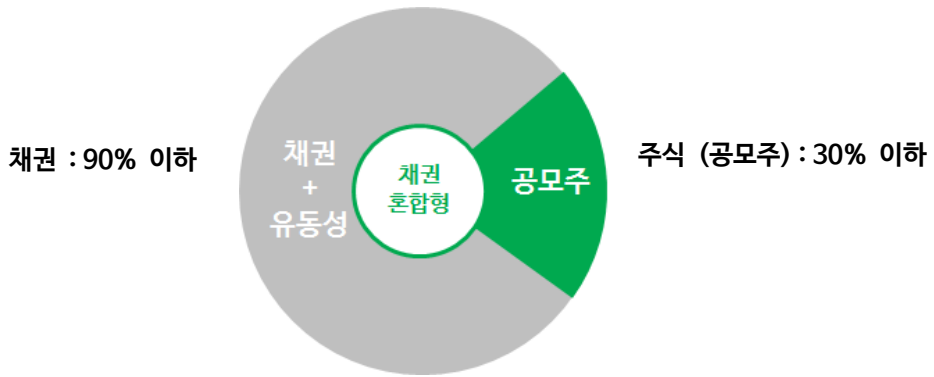 채권 : 90% 이하
채권
+
유동성
채권
혼합형
공모주
주식 (공모주) : 30% 이하